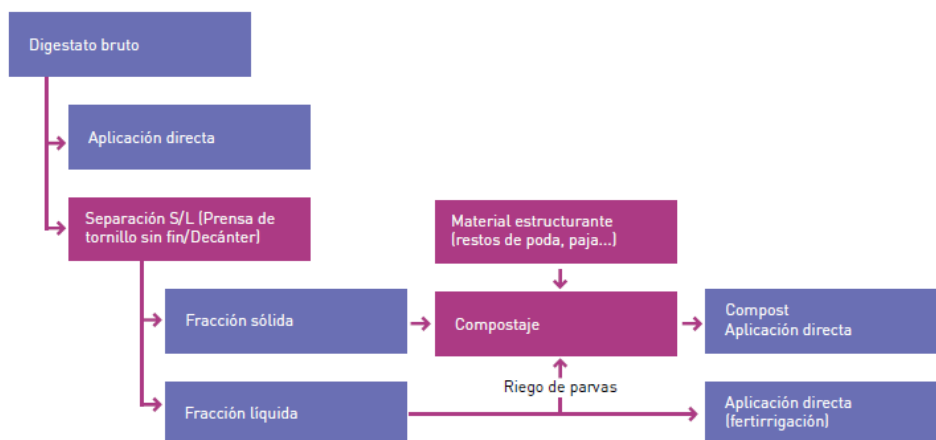 Digestato bruto
Aplicación directa
Separación S/L (Prensa de
tornillo sin fin/Decánter)
Material estructurante
(restos de poda, paja...)
Fracción sólida
Compostaje
Compost
Aplicación directa
Riego de parvas
Fracción líquida
Aplicación directa
(fertirrigación)